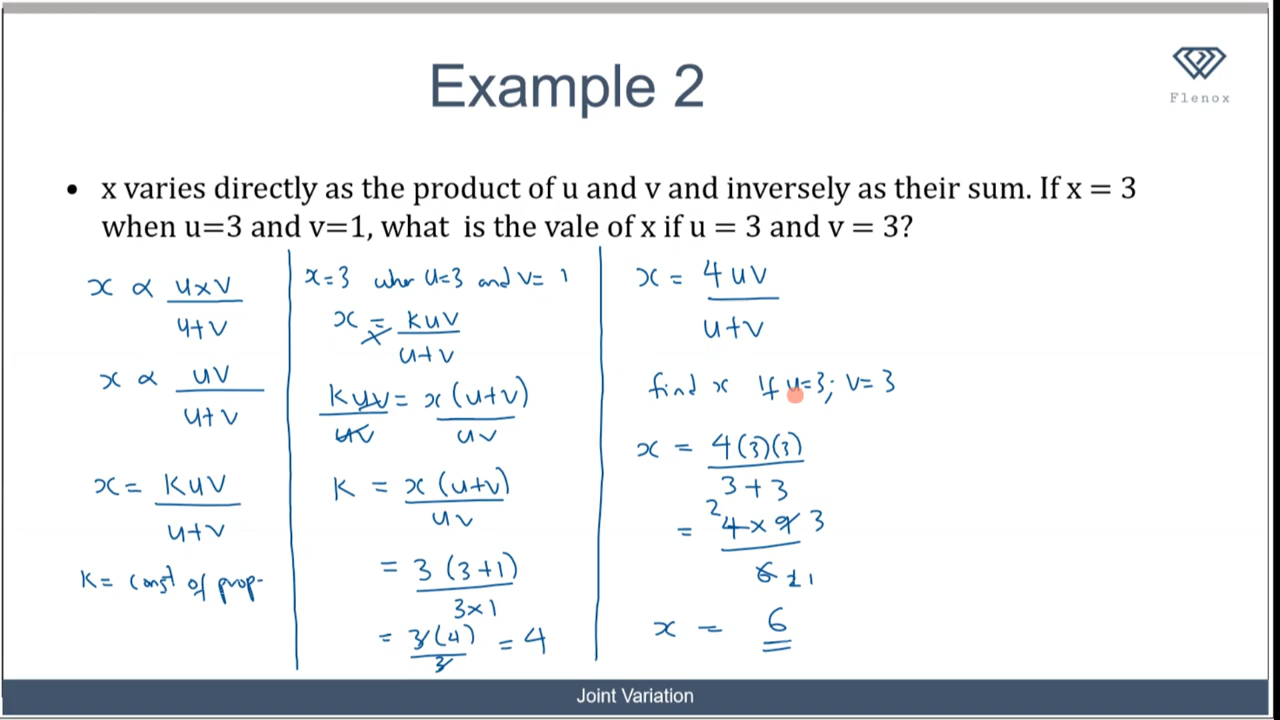 Example 2
Flenox
• x varies directly as the product of u and v and inversely as their sum. If x = 3
when u=3 and v=1, what is the vale of x if u = 3 and v = 3?
x ∝ u×v
u+v
x ∝ uv
u+v
x = kuv
u+v
K = const of prop-
x=3 when u=3 and v= 1
x = kuv
u+v
kuv = x(u+v)
uv uv
K = x(u+v)
uv
= 3(3+1)
3×1
= 3(4) = 4
3
x = 4uv
u+v
find x If u=3; v= 3
x = 4(3)(3)
3+3
= 2 4×9 3
6 2 1
x = 6
Joint Variation